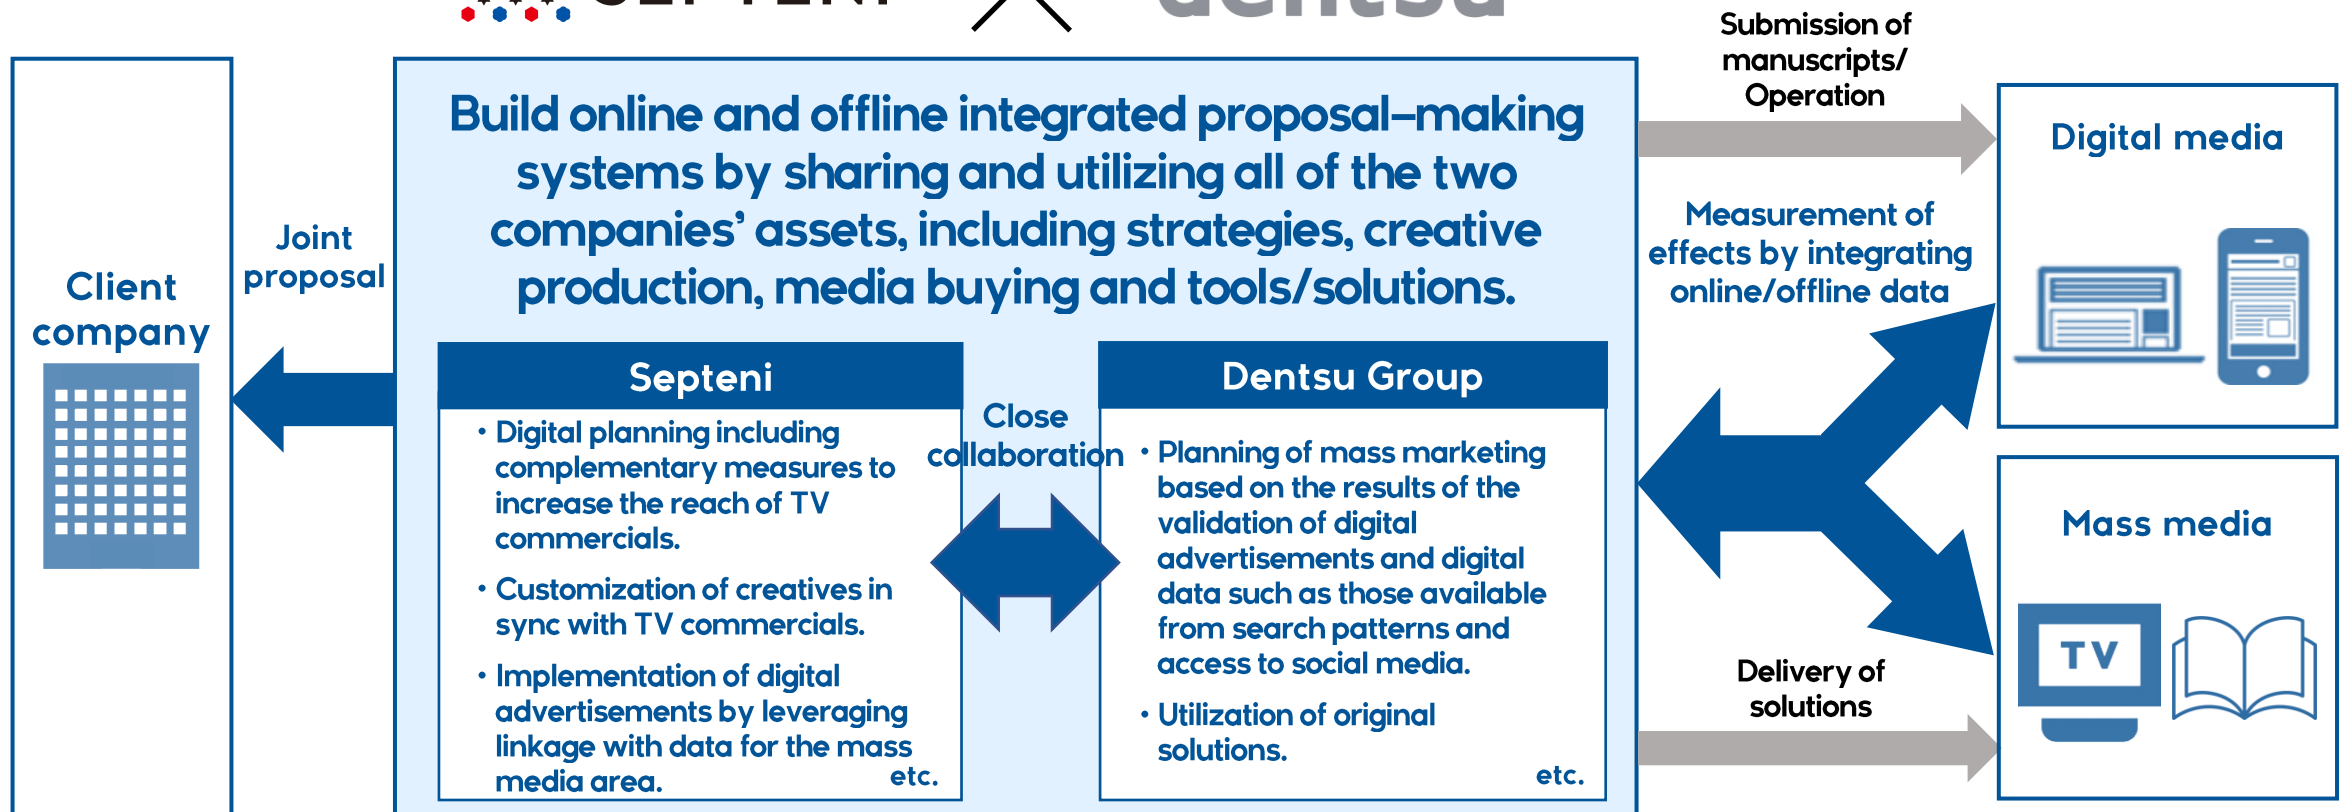 SEPTENI
dentsu
Client
company
Joint
proposal
Build online and offline integrated proposal–making
systems by sharing and utilizing all of the two
companies’ assets, including strategies, creative
production, media buying and tools/solutions.
Septeni
• Digital planning including
complementary measures to
increase the reach of TV
commercials.
• Customization of creatives in
sync with TV commercials.
• Implementation of digital
advertisements by leveraging
linkage with data for the mass
media area.
etc.
Close
collaboration
Dentsu Group
• Planning of mass marketing
based on the results of the
validation of digital
advertisements and digital
data such as those available
from search patterns and
access to social media.
• Utilization of original
solutions.
etc.
Submission of
manuscripts/
Operation
Measurement of
effects by integrating
online/offline data
Delivery of
solutions
Digital media
Mass media
TV